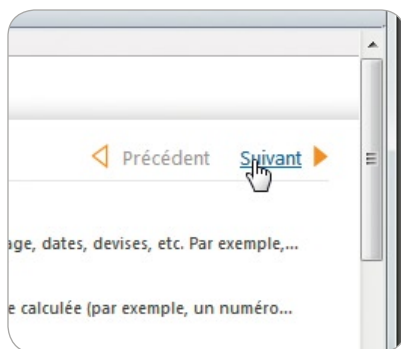 Précédent Suivant
age, dates, devises, etc. Par exemple,...
e calculée (par exemple, un numéro...